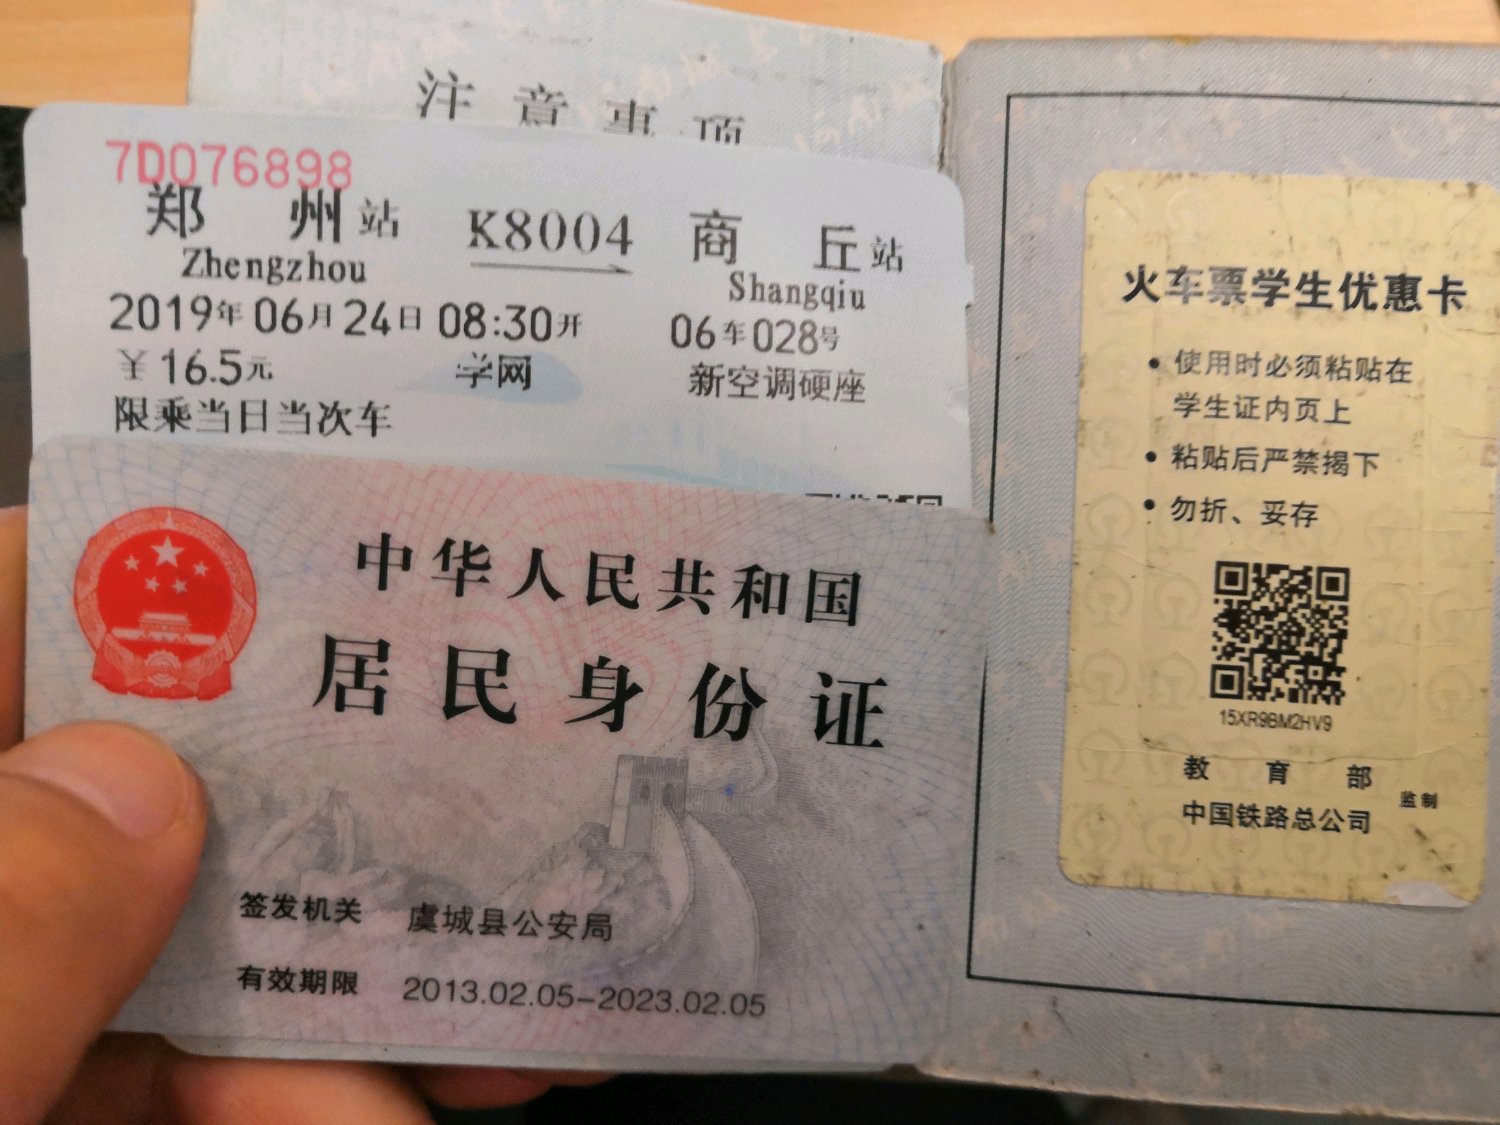 注意事项
7D076898
郑州站 K8004 商丘站
Zhengzhou Shangqiu
2019年06月24日 08:30开 06车028号
¥16.5元 学网 新空调硬座
限乘当日当次车
中华人民共和国
居民身份证
签发机关 虞城县公安局
有效期限 2013.02.05-2023.02.05
火车票学生优惠卡
• 使用时必须粘贴在
学生证内页上
• 粘贴后严禁揭下
• 勿折、妥存
15XR96M2HV9
教育部
中国铁路总公司 监制